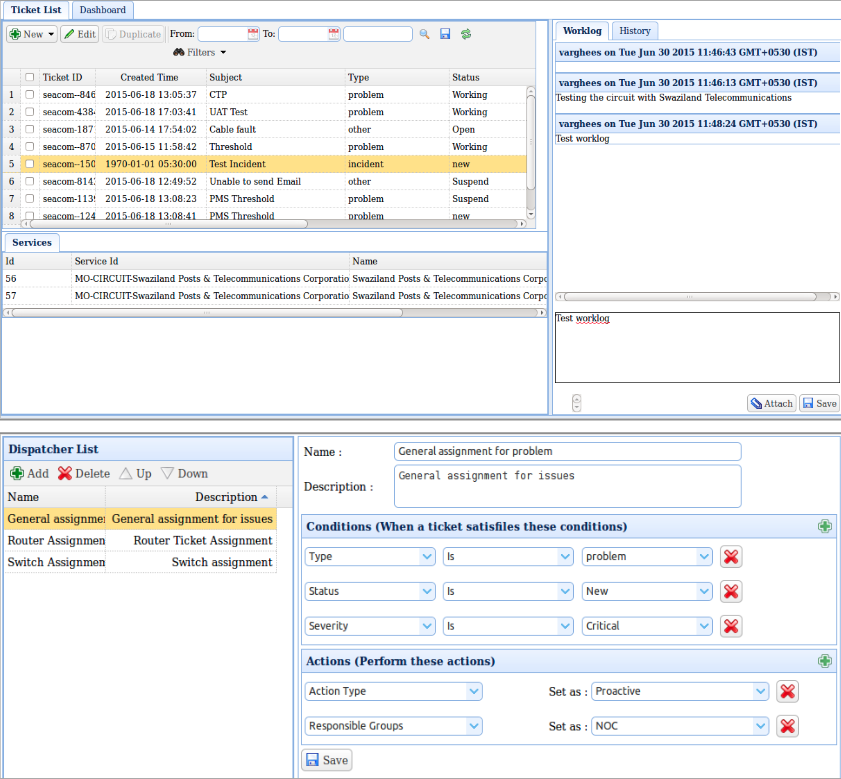 Ticket List Dashboard
New Edit Duplicate From: To:
Filters
Ticket ID Created Time Subject Type Status
1 seacom--846 2015-06-18 13:05:37 CTP problem Working
2 seacom-438 2015-06-18 17:03:41 UAT Test problem Working
3 seacom-187 2015-06-14 17:54:02 Cable fault other Open
4 seacom--870 2015-06-15 11:58:42 Threshold problem Working
5 seacom--150 1970-01-01 05:30:00 Test Incident incident new
6 seacom-814 2015-06-18 12:49:52 Unable to send Email other Suspend
7 seacom-113 2015-06-18 13:08:23 PMS Threshold problem Suspend
8 seacom--124 2015-06-18 13:08:41 PMS Threshold problem new
Services
Id Service Id Name
56 MO-CIRCUIT-Swaziland Posts & Telecommunications Corporatio Swaziland Posts & Telecommunications Corpo
57 MO-CIRCUIT-Swaziland Posts & Telecommunications Corporatio Swaziland Posts & Telecommunications Corpo
Worklog History
varghees on Tue Jun 30 2015 11:46:43 GMT+0530 (IST)
varghees on Tue Jun 30 2015 11:46:13 GMT+0530 (IST)
Testing the circuit with Swaziland Telecommunications
varghees on Tue Jun 30 2015 11:48:24 GMT+0530 (IST)
Test worklog
Test worklog
Attach Save
Dispatcher List
Add Delete Up Down
Name Description
General assignmen General assignment for issues
Router Assignmen Router Ticket Assignment
Switch Assignmen Switch assignment
Name : General assignment for problem
Description : General assignment for issues
Conditions (When a ticket satisfiles these conditions)
Type Is problem
Status Is New
Severity Is Critical
Actions (Perform these actions)
Action Type Set as : Proactive
Responsible Groups Set as : NOC
Save